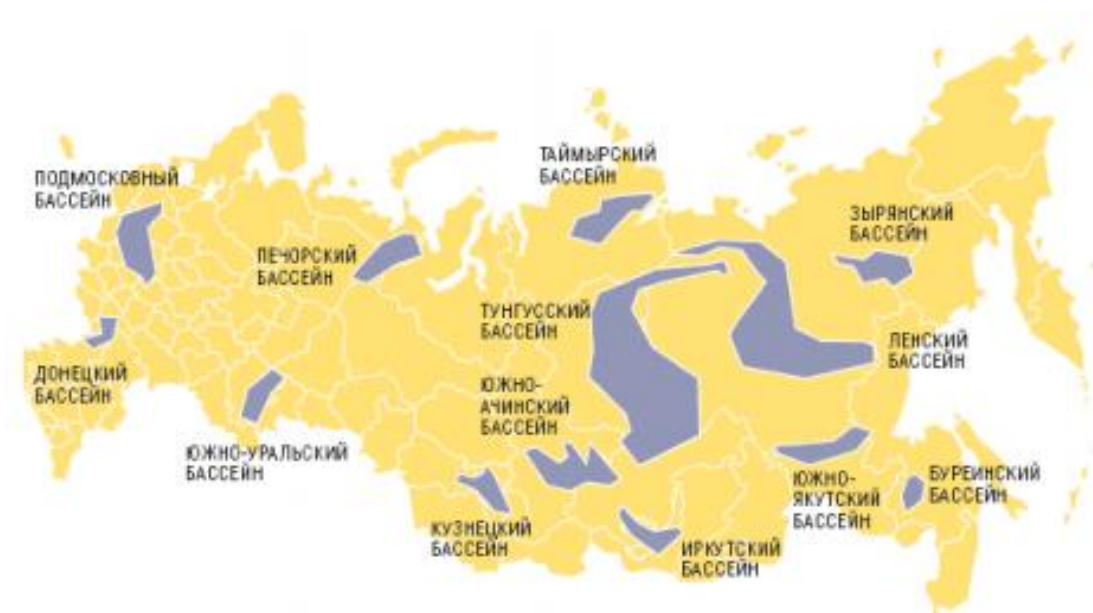 ТАЙМЫРСКИЙ
БАССЕЙН
ПОДМОСКОВНЫЙ
БАССЕЙН
ЗЫРЯНСКИЙ
БАССЕЙН
ПЕЧОРСКИЙ
БАССЕЙН
ТУНГУССКИЙ
БАССЕЙН
ЛЕНСКИЙ
БАССЕЙН
ДОНЕЦКИЙ
БАССЕЙН
ЮЖНО-
АЧИНСКИЙ
БАССЕЙН
ЮЖНО-УРАЛЬСКИЙ
БАССЕЙН
ЮЖНО-
ЯКУТСКИЙ
БАССЕЙН
БУРЕИНСКИЙ
БАССЕЙН
КУЗНЕЦКИЙ
БАССЕЙН
ИРКУТСКИЙ
БАССЕЙН